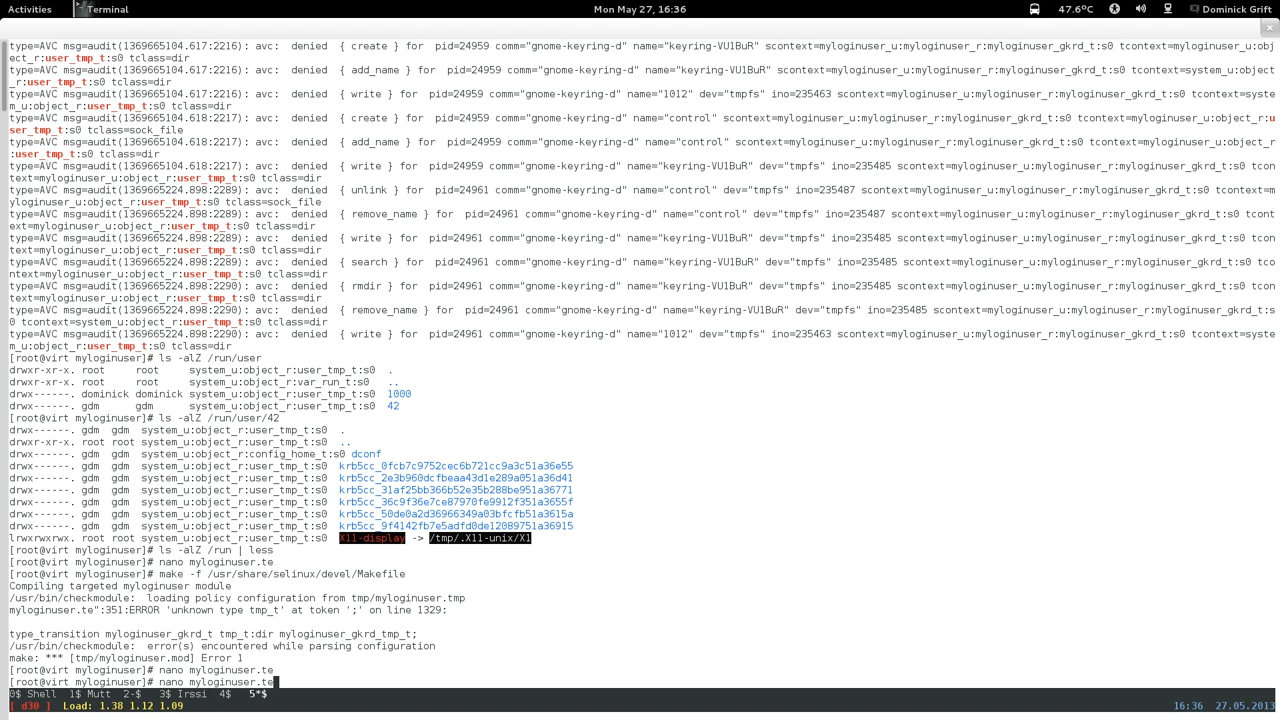 Activities Terminal Mon May 27, 16:36 47.6°C Dominick Grift
type=AVC msg=audit(1369665104.617:2216): avc:  denied  { create } for  pid=24959 comm="gnome-keyring-d" name="keyring-VU1BuR" scontext=myloginuser_u:myloginuser_r:myloginuser_gkrd_t:s0 tcontext=myloginuser_u:obj
ect_r:user_tmp_t:s0 tclass=dir
type=AVC msg=audit(1369665104.617:2216): avc:  denied  { add_name } for  pid=24959 comm="gnome-keyring-d" name="keyring-VU1BuR" scontext=myloginuser_u:myloginuser_r:myloginuser_gkrd_t:s0 tcontext=system_u:object
_r:user_tmp_t:s0 tclass=dir
type=AVC msg=audit(1369665104.617:2216): avc:  denied  { write } for  pid=24959 comm="gnome-keyring-d" name="1012" dev="tmpfs" ino=235463 scontext=myloginuser_u:myloginuser_r:myloginuser_gkrd_t:s0 tcontext=syste
m_u:object_r:user_tmp_t:s0 tclass=dir
type=AVC msg=audit(1369665104.618:2217): avc:  denied  { create } for  pid=24959 comm="gnome-keyring-d" name="control" scontext=myloginuser_u:myloginuser_r:myloginuser_gkrd_t:s0 tcontext=myloginuser_u:object_r:u
ser_tmp_t:s0 tclass=sock_file
type=AVC msg=audit(1369665104.618:2217): avc:  denied  { add_name } for  pid=24959 comm="gnome-keyring-d" name="control" scontext=myloginuser_u:myloginuser_r:myloginuser_gkrd_t:s0 tcontext=myloginuser_u:object_r
:user_tmp_t:s0 tclass=dir
type=AVC msg=audit(1369665104.618:2217): avc:  denied  { write } for  pid=24959 comm="gnome-keyring-d" name="keyring-VU1BuR" dev="tmpfs" ino=235485 scontext=myloginuser_u:myloginuser_r:myloginuser_gkrd_t:s0 tcon
text=myloginuser_u:object_r:user_tmp_t:s0 tclass=dir
type=AVC msg=audit(1369665224.898:2289): avc:  denied  { unlink } for  pid=24961 comm="gnome-keyring-d" name="control" dev="tmpfs" ino=235487 scontext=myloginuser_u:myloginuser_r:myloginuser_gkrd_t:s0 tcontext=m
yloginuser_u:object_r:user_tmp_t:s0 tclass=sock_file
type=AVC msg=audit(1369665224.898:2289): avc:  denied  { remove_name } for  pid=24961 comm="gnome-keyring-d" name="control" dev="tmpfs" ino=235487 scontext=myloginuser_u:myloginuser_r:myloginuser_gkrd_t:s0 tcont
ext=myloginuser_u:object_r:user_tmp_t:s0 tclass=dir
type=AVC msg=audit(1369665224.898:2289): avc:  denied  { write } for  pid=24961 comm="gnome-keyring-d" name="keyring-VU1BuR" dev="tmpfs" ino=235485 scontext=myloginuser_u:myloginuser_r:myloginuser_gkrd_t:s0 tcon
text=myloginuser_u:object_r:user_tmp_t:s0 tclass=dir
type=AVC msg=audit(1369665224.898:2289): avc:  denied  { search } for  pid=24961 comm="gnome-keyring-d" name="keyring-VU1BuR" dev="tmpfs" ino=235485 scontext=myloginuser_u:myloginuser_r:myloginuser_gkrd_t:s0 tco
ntext=myloginuser_u:object_r:user_tmp_t:s0 tclass=dir
type=AVC msg=audit(1369665224.898:2290): avc:  denied  { rmdir } for  pid=24961 comm="gnome-keyring-d" name="keyring-VU1BuR" dev="tmpfs" ino=235485 scontext=myloginuser_u:myloginuser_r:myloginuser_gkrd_t:s0 tcon
text=myloginuser_u:object_r:user_tmp_t:s0 tclass=dir
type=AVC msg=audit(1369665224.898:2290): avc:  denied  { remove_name } for  pid=24961 comm="gnome-keyring-d" name="keyring-VU1BuR" dev="tmpfs" ino=235485 scontext=myloginuser_u:myloginuser_r:myloginuser_gkrd_t:s
0 tcontext=system_u:object_r:user_tmp_t:s0 tclass=dir
type=AVC msg=audit(1369665224.898:2290): avc:  denied  { write } for  pid=24961 comm="gnome-keyring-d" name="1012" dev="tmpfs" ino=235463 scontext=myloginuser_u:myloginuser_r:myloginuser_gkrd_t:s0 tcontext=syste
m_u:object_r:user_tmp_t:s0 tclass=dir
[root@virt myloginuser]# ls -alZ /run/user
drwxr-xr-x. root     root     system_u:object_r:user_tmp_t:s0  .
drwxr-xr-x. root     root     system_u:object_r:var_run_t:s0   ..
drwx------. dominick dominick system_u:object_r:user_tmp_t:s0  1000
drwx------. gdm      gdm      system_u:object_r:user_tmp_t:s0  42
[root@virt myloginuser]# ls -alZ /run/user/42
drwx------. gdm  gdm  system_u:object_r:user_tmp_t:s0  .
drwxr-xr-x. root root system_u:object_r:user_tmp_t:s0  ..
drwx------. gdm  gdm  system_u:object_r:config_home_t:s0 dconf
drwx------. gdm  gdm  system_u:object_r:user_tmp_t:s0  krb5cc_0fcb7c9752cec6b721cc9a3c51a36e55
drwx------. gdm  gdm  system_u:object_r:user_tmp_t:s0  krb5cc_2e3b960dcfbeaa43d1e289a051a36d41
drwx------. gdm  gdm  system_u:object_r:user_tmp_t:s0  krb5cc_31af25bb366b52e35b288be951a36771
drwx------. gdm  gdm  system_u:object_r:user_tmp_t:s0  krb5cc_36c9f36e7ce87970fe9912f351a3655f
drwx------. gdm  gdm  system_u:object_r:user_tmp_t:s0  krb5cc_50de0a2d36966349a03bfcfb51a3615a
drwx------. gdm  gdm  system_u:object_r:user_tmp_t:s0  krb5cc_9f4142fb7e5adfd0de12089751a36915
lrwxrwxrwx. root root system_u:object_r:user_tmp_t:s0  X11-display -> /tmp/.X11-unix/X1
[root@virt myloginuser]# ls -alZ /run | less
[root@virt myloginuser]# nano myloginuser.te
[root@virt myloginuser]# make -f /usr/share/selinux/devel/Makefile
Compiling targeted myloginuser module
/usr/bin/checkmodule:  loading policy configuration from tmp/myloginuser.tmp
myloginuser.te":351:ERROR 'unknown type tmp_t' at token ';' on line 1329:
type_transition myloginuser_gkrd_t tmp_t:dir myloginuser_gkrd_tmp_t;
/usr/bin/checkmodule:  error(s) encountered while parsing configuration
make: *** [tmp/myloginuser.mod] Error 1
[root@virt myloginuser]# nano myloginuser.te
[root@virt myloginuser]# nano myloginuser.te
0$ Shell  1$ Mutt  2-$  3$ Irssi  4$  5*$
[ d30 ]  Load: 1.38 1.12 1.09 16:36 27.05.2013